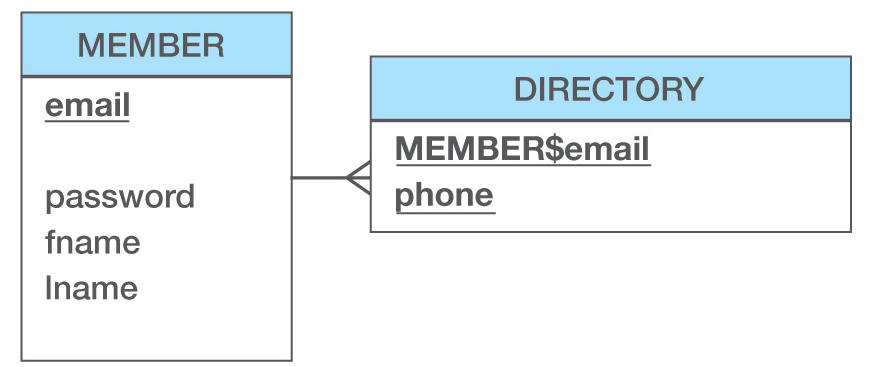 MEMBER
email
password
fname
lname
DIRECTORY
MEMBER$email
phone